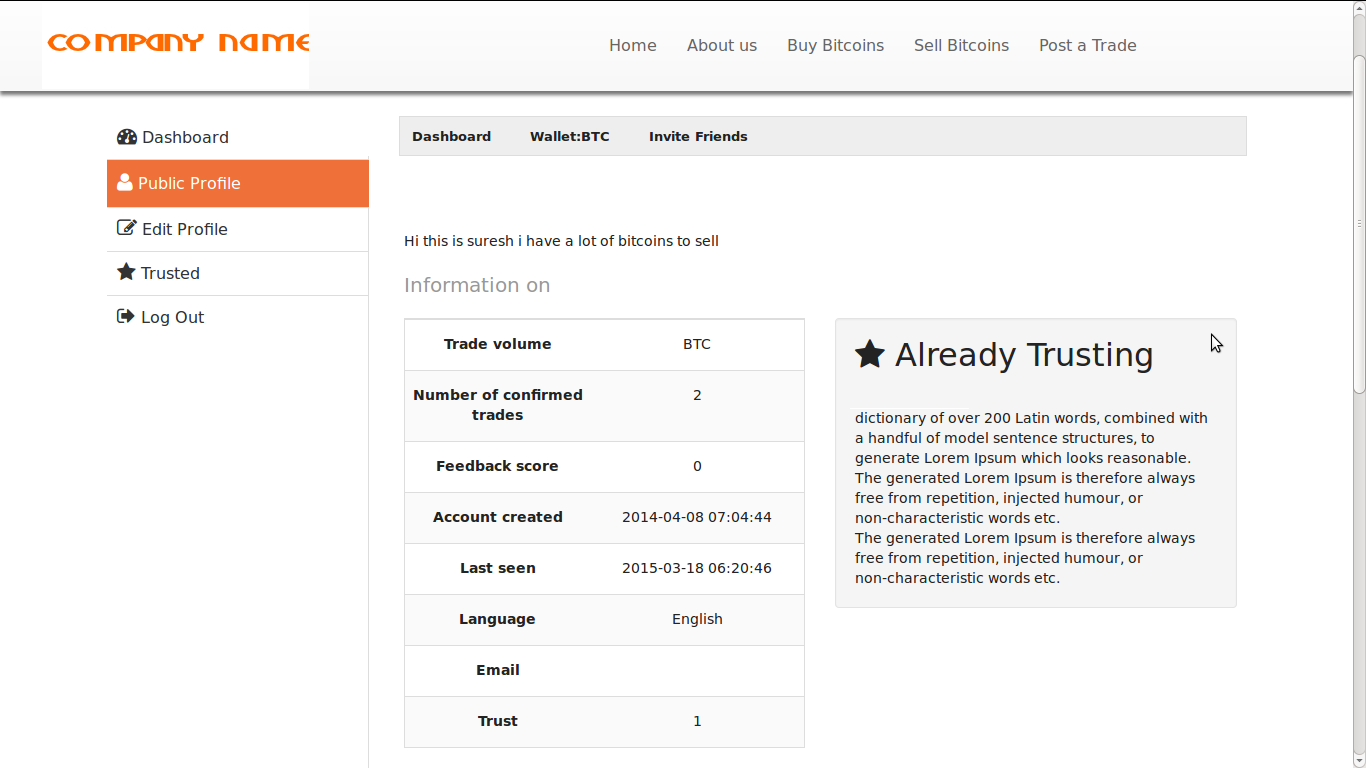 COMPANY NAME
Home About us Buy Bitcoins Sell Bitcoins Post a Trade
Dashboard
Public Profile
Edit Profile
Trusted
Log Out
Dashboard Wallet:BTC Invite Friends
Hi this is suresh i have a lot of bitcoins to sell
Information on
Trade volume BTC
Number of confirmed
trades 2
Feedback score 0
Account created 2014-04-08 07:04:44
Last seen 2015-03-18 06:20:46
Language English
Email
Trust 1
Already Trusting
dictionary of over 200 Latin words, combined with
a handful of model sentence structures, to
generate Lorem Ipsum which looks reasonable.
The generated Lorem Ipsum is therefore always
free from repetition, injected humour, or
non-characteristic words etc.
The generated Lorem Ipsum is therefore always
free from repetition, injected humour, or
non-characteristic words etc.